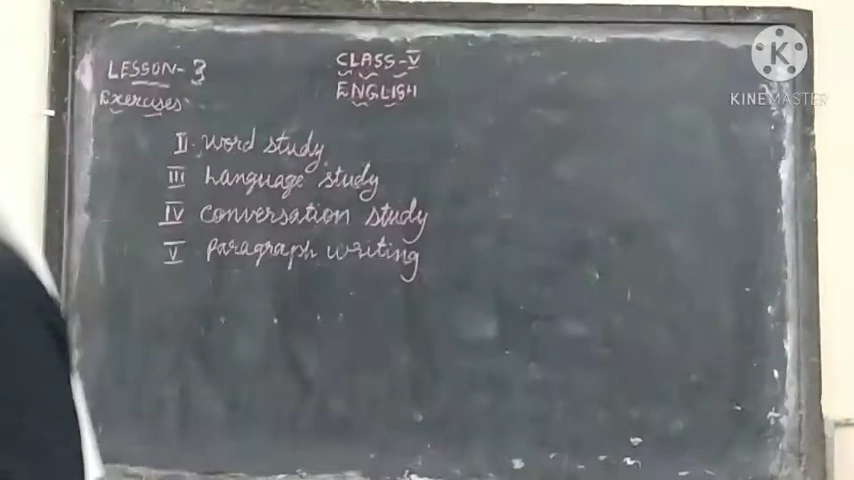 LESSON-3
Exercises
CLASS-V
ENGLISH
II. word study
III Language study
IV conversation study
V paragraph writing
K
KINEMASTER